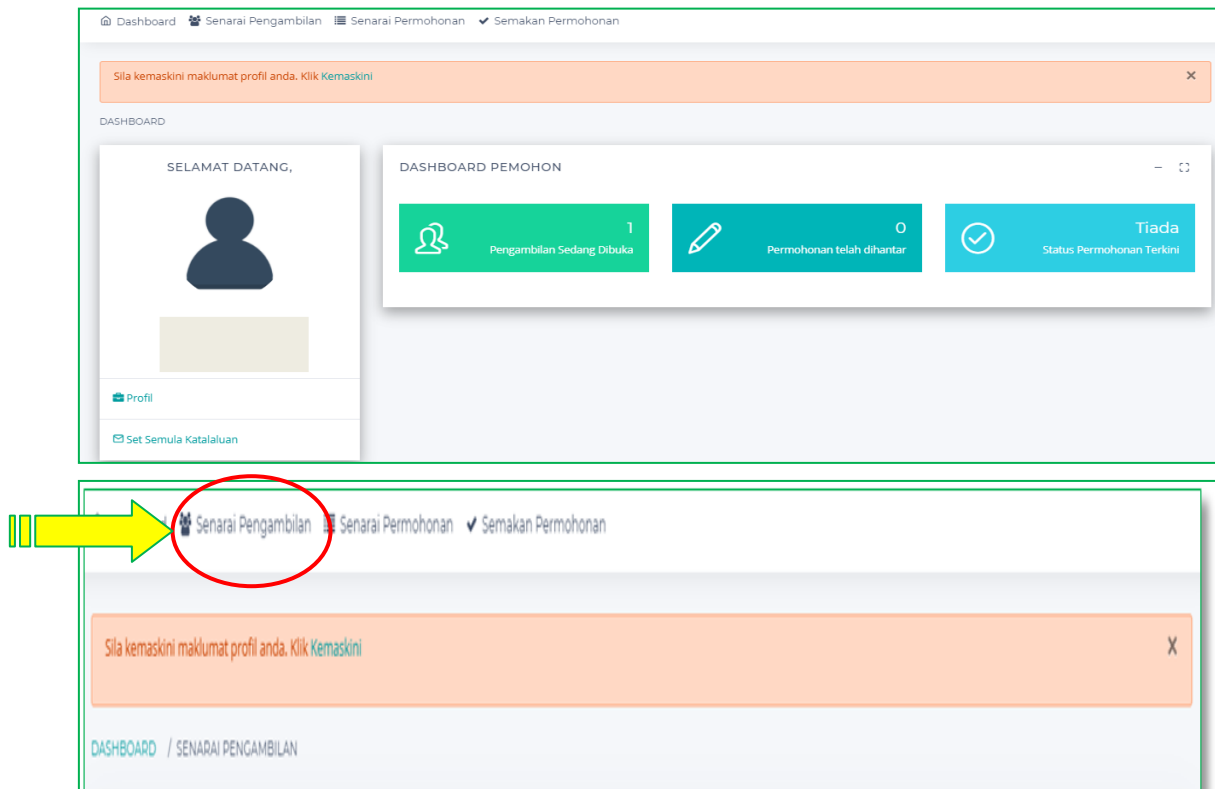 Dashboard Senarai Pengambilan Senarai Permohonan Semakan Permohonan
Sila kemaskini maklumat profil anda. Klik Kemaskini
DASHBOARD
SELAMAT DATANG,
Profil
Set Semula Katalaluan
DASHBOARD PEMOHON
1
Pengambilan Sedang Dibuka
0
Permohonan telah dihantar
Tiada
Status Permohonan Terkini
Senarai Pengambilan Senarai Permohonan Semakan Permohonan
Sila kemaskini maklumat profil anda. Klik Kemaskini
DASHBOARD / SENARAI PENGAMBILAN